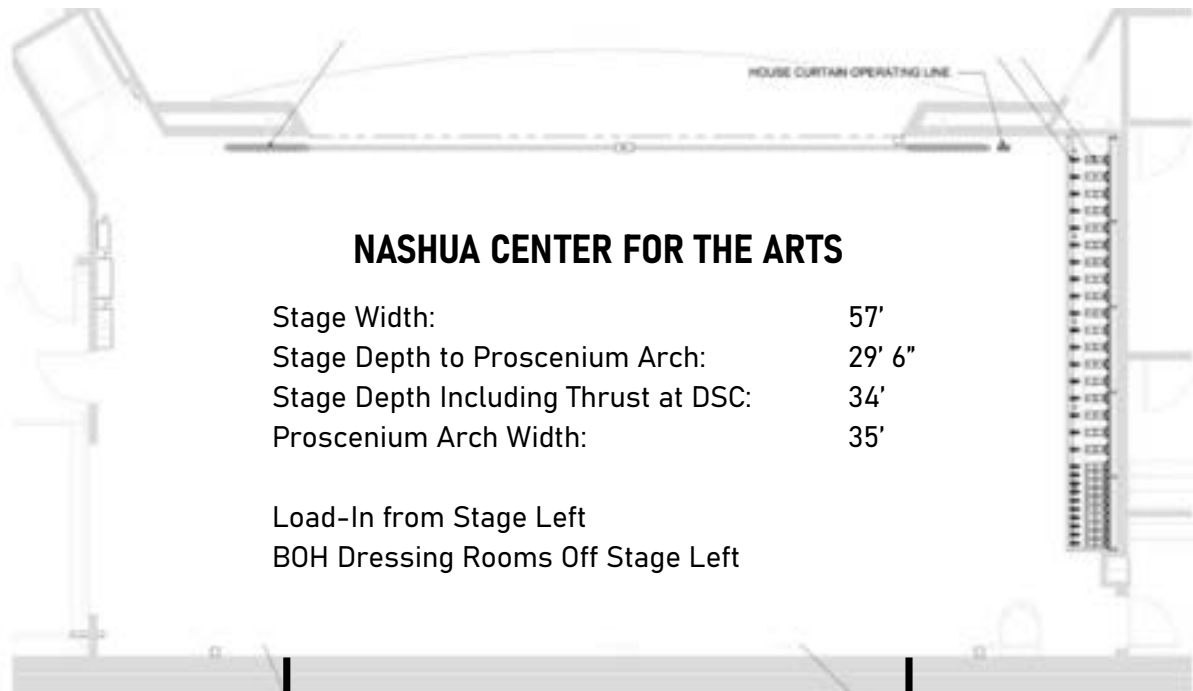 HOUSE CURTAIN OPERATING LINE
NASHUA CENTER FOR THE ARTS
Stage Width: 57'
Stage Depth to Proscenium Arch: 29' 6”
Stage Depth Including Thrust at DSC: 34'
Proscenium Arch Width: 35'
Load-In from Stage Left
BOH Dressing Rooms Off Stage Left